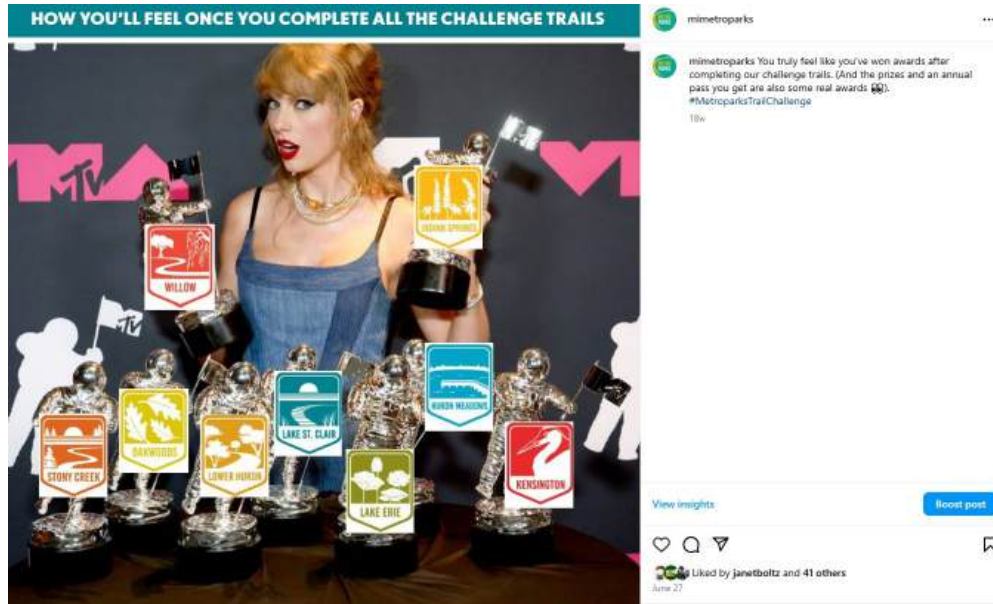 HOW YOU'LL FEEL ONCE YOU COMPLETE ALL THE CHALLENGE TRAILS
mimetroparks
mimetroparks You truly feel like you've won awards after
completing our challenge trails. (And the prizes and an annual
pass you get are also some real awards 👀).
#MetroparksTrailChallenge
18w
MTV
VMA
INDIAN SPRINGS
WILLOW
MTV
HURON MEADOWS
LAKE ST. CLAIR
OAKWOODS
STONY CREEK
LOWER HURON
KENSINGTON
LAKE ERIE
View insights
Boost post
Liked by janetboltz and 41 others
June 27